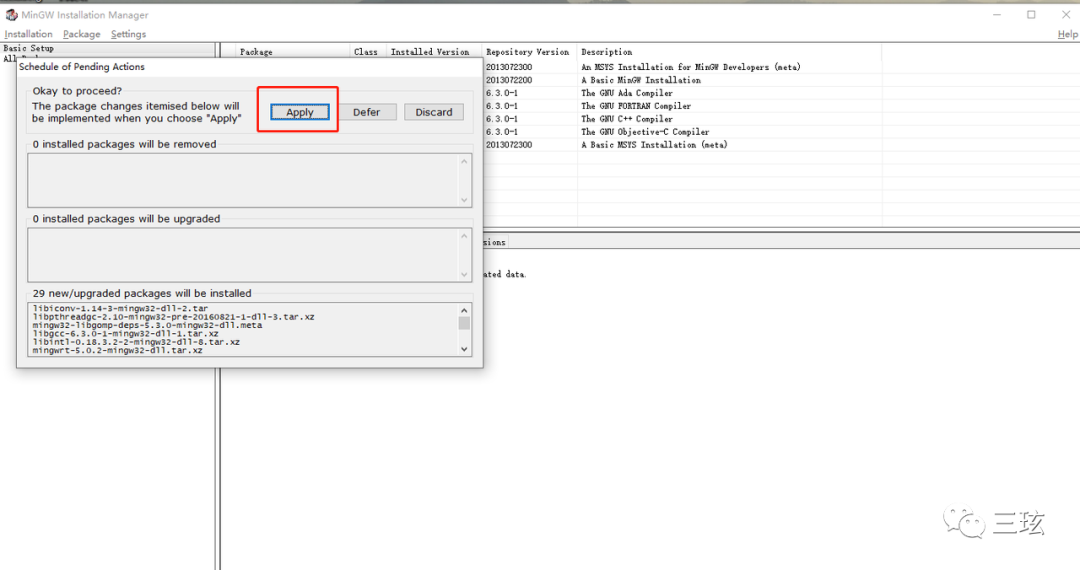 MinGW Installation Manager
Installation Package Settings Help
Basic Setup
All
Package Class Installed Version Repository Version Description
2013072300 An MSYS Installation for MinGW Developers (meta)
2013072200 A Basic MinGW Installation
6.3.0-1 The GNU Ada Compiler
6.3.0-1 The GNU FORTRAN Compiler
6.3.0-1 The GNU C++ Compiler
6.3.0-1 The GNU Objective-C Compiler
2013072300 A Basic MSYS Installation (meta)
sions
ated data.
Schedule of Pending Actions
Okay to proceed?
The package changes itemised below will
be implemented when you choose "Apply"
Apply Defer Discard
0 installed packages will be removed
0 installed packages will be upgraded
29 new/upgraded packages will be installed
libiconv-1.14-3-mingw32-dll-2.tar
libpthreadgc-2.10-mingw32-pre-20160821-1-dll-3.tar.xz
mingw32-libgomp-deps-5.3.0-mingw32-dll.meta
libgcc-6.3.0-1-mingw32-dll-1.tar.xz
libintl-0.18.3.2-2-mingw32-dll-8.tar.xz
mingwrt-5.0.2-mingw32-dll.tar.xz
三玹